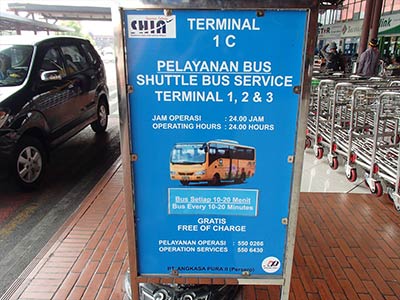 SHIA
TERMINAL
1 C
PELAYANAN BUS
SHUTTLE BUS SERVICE
TERMINAL 1, 2 & 3
JAM OPERASI : 24.00 JAM
OPERATING HOURS : 24.00 HOURS
Bus Setiap 10-20 Menit
Bus Every 10-20 Minutes
GRATIS
FREE OF CHARGE
PELAYANAN OPERASI : 550 0266
OPERATION SERVICES 550 6430
PT. ANGKASA PURA II (Persero)